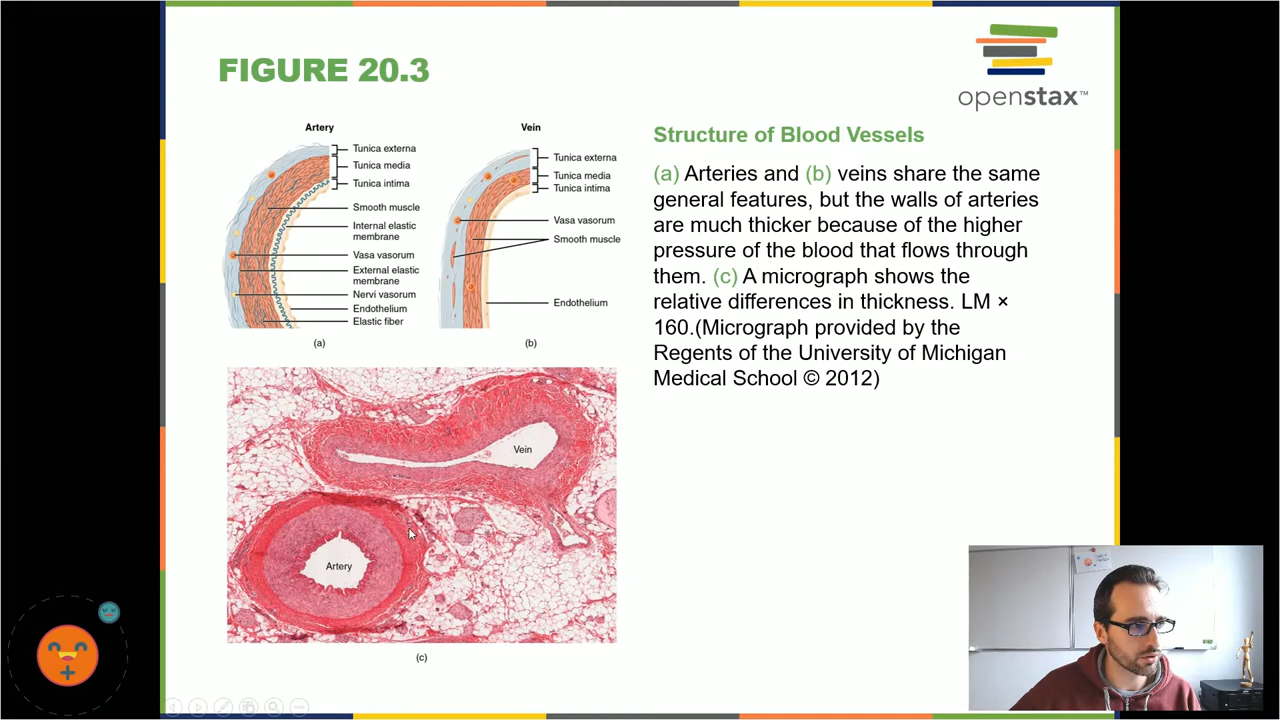 FIGURE 20.3
openstax™
Artery
Tunica externa
Tunica media
Tunica intima
Smooth muscle
Internal elastic
membrane
Vasa vasorum
External elastic
membrane
Nervi vasorum
Endothelium
Elastic fiber
(a)
Vein
Tunica externa
Tunica media
Tunica intima
Vasa vasorum
Smooth muscle
Endothelium
(b)
Vein
Artery
(c)
Structure of Blood Vessels
(a) Arteries and (b) veins share the same
general features, but the walls of arteries
are much thicker because of the higher
pressure of the blood that flows through
them. (c) A micrograph shows the
relative differences in thickness. LM ×
160.(Micrograph provided by the
Regents of the University of Michigan
Medical School © 2012)